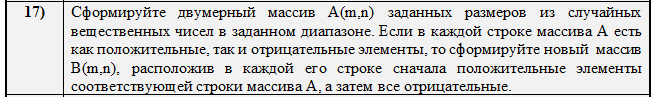 17) Сформируйте двумерный массив A(m,n) заданных размеров из случайных
вещественных чисел в заданном диапазоне. Если в каждой строке массива А есть
как положительные, так и отрицательные элементы, то сформируйте новый массив
B(m,n), расположив в каждой его строке сначала положительные элементы
соответствующей строки массива А, а затем все отрицательные.